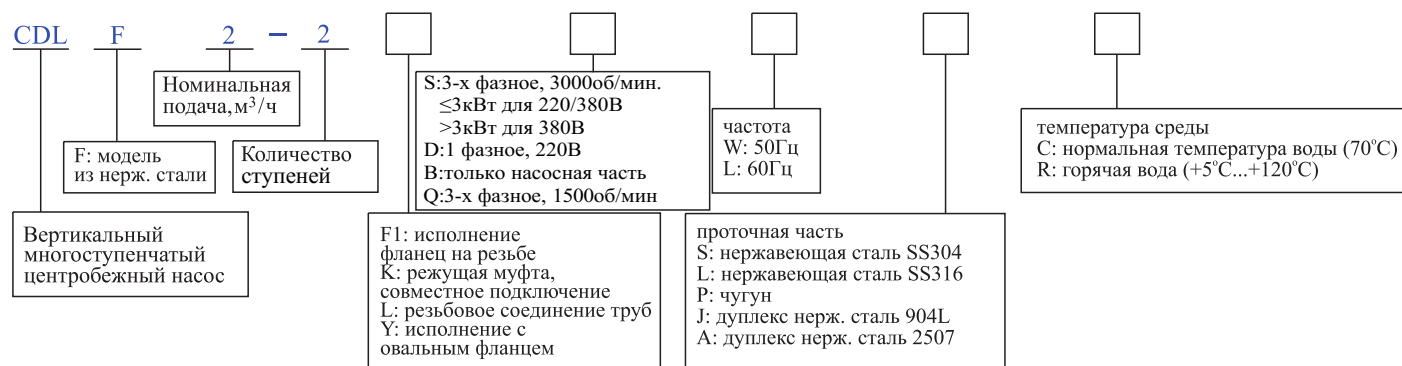 CDL F 2 - 2
Номинальная
подача,м³/ч
F: модель
из нерж. стали
Количество
ступеней
Вертикальный
многоступенчатый
центробежный насос
S:3-х фазное, 3000об/мин.
≤3кВт для 220/380В
>3кВт для 380В
D:1 фазное, 220В
B:только насосная часть
Q:3-х фазное, 1500об/мин
F1: исполнение
фланец на резьбе
K: режущая муфта,
совместное подключение
L: резьбовое соединение труб
Y: исполнение с
овальным фланцем
частота
W: 50Гц
L: 60Гц
проточная часть
S: нержавеющая сталь SS304
L: нержавеющая сталь SS316
P: чугун
J: дуплекс нерж. сталь 904L
A: дуплекс нерж. сталь 2507
температура среды
C: нормальная температура воды (70°C)
R: горячая вода (+5°C...+120°C)